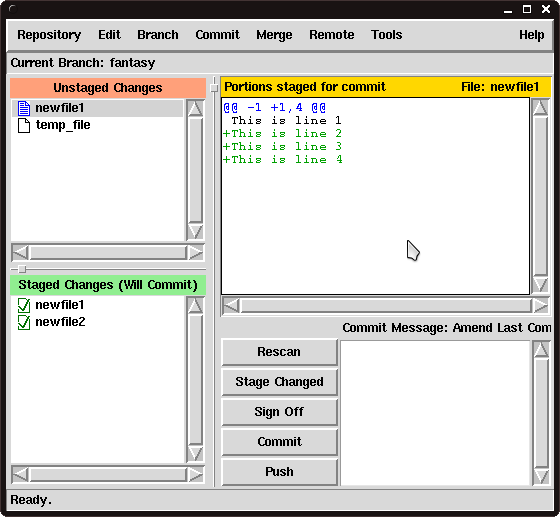 Repository Edit Branch Commit Merge Remote Tools Help
Current Branch: fantasy
Unstaged Changes
newfile1
temp_file
Staged Changes (Will Commit)
newfile1
newfile2
Portions staged for commit File: newfile1
@@ -1 +1,4 @@
 This is line 1
+This is line 2
+This is line 3
+This is line 4
Commit Message: Amend Last Com
Rescan
Stage Changed
Sign Off
Commit
Push
Ready.